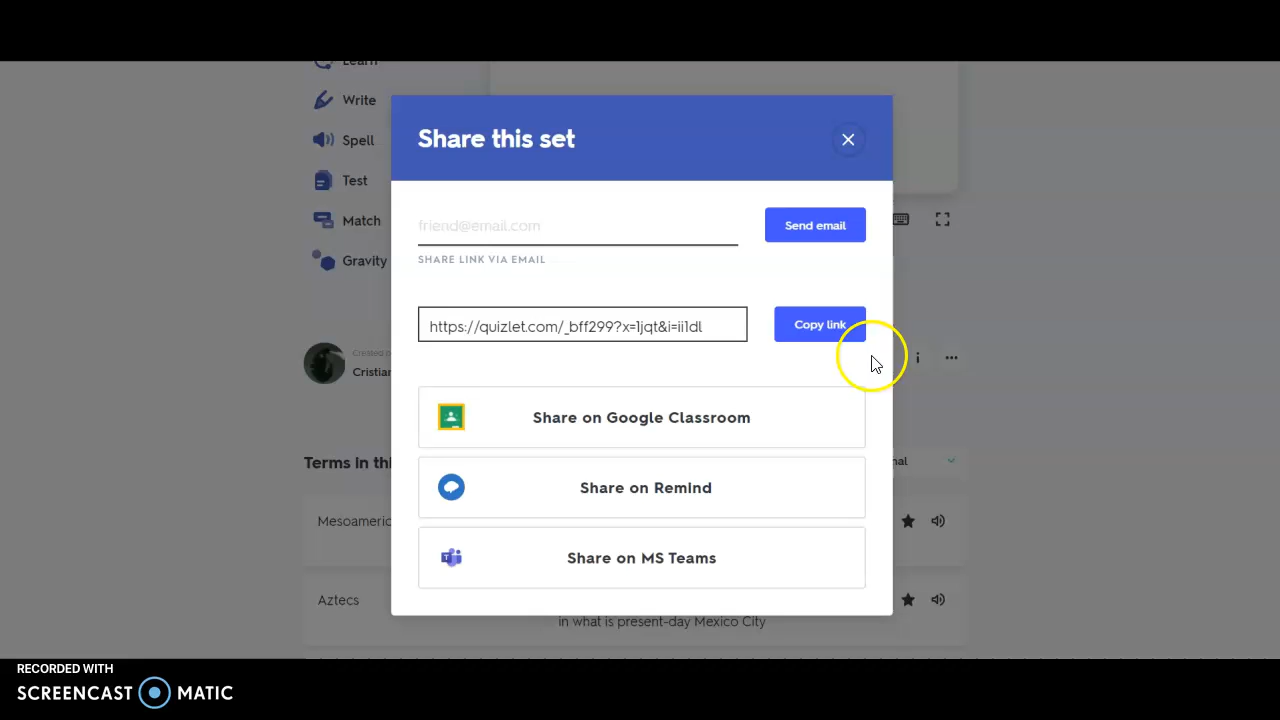 Learn
Write
Share this set
Spell
Test
friend@email.com
Send email
Match
SHARE LINK VIA EMAIL
Gravity
https://quizlet.com/_bff299?x=1jqt&i=ii1dl
Copy link
Created
Cristian
Share on Google Classroom
Terms in thi
nal
Share on Remind
Mesoameric
Share on MS Teams
Aztecs
in what is present-day Mexico City
RECORDED WITH
SCREENCAST MATIC